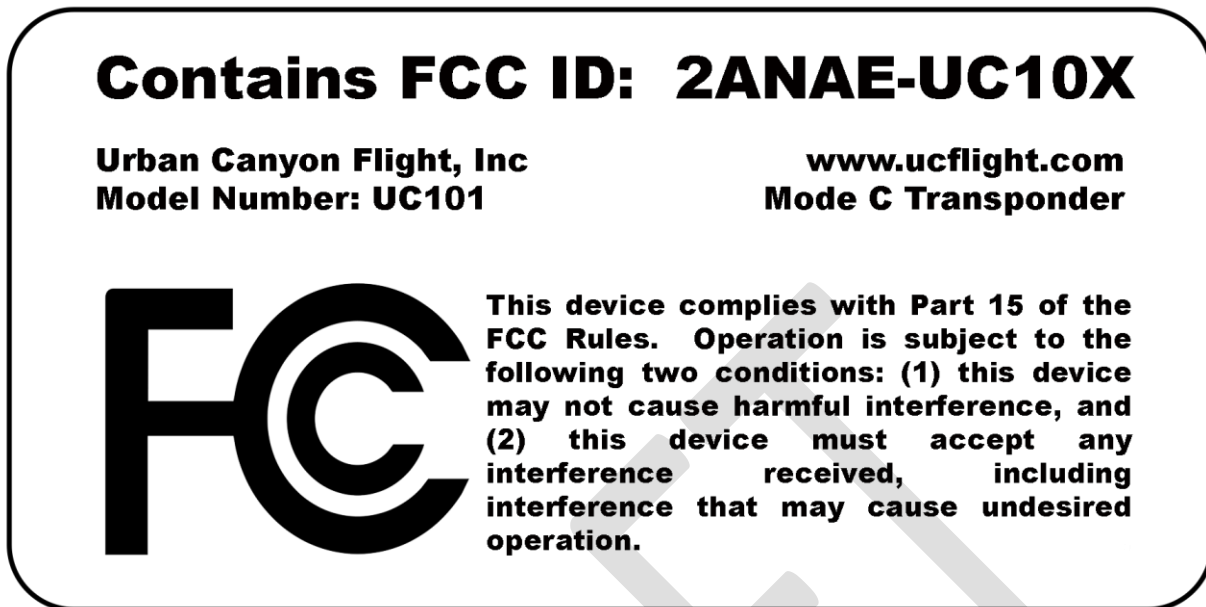 Contains FCC ID: 2ANAE-UC10X
Urban Canyon Flight, Inc
Model Number: UC101
www.ucflight.com
Mode C Transponder
FCC
This device complies with Part 15 of the
FCC Rules. Operation is subject to the
following two conditions: (1) this device
may not cause harmful interference, and
(2) this device must accept any
interference received, including
interference that may cause undesired
operation.